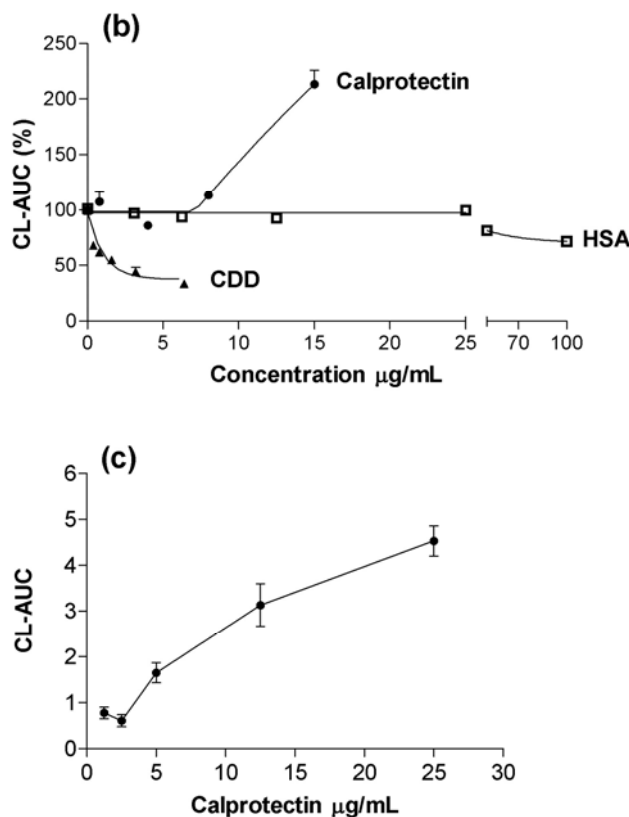 (b)
250
200
150
100
50
0
CL-AUC (%)
Calprotectin
HSA
CDD
0 5 10 15 20 25 70 100
Concentration µg/mL
(c)
6
5
4
3
2
1
0
CL-AUC
0 5 10 15 20 25 30
Calprotectin µg/mL